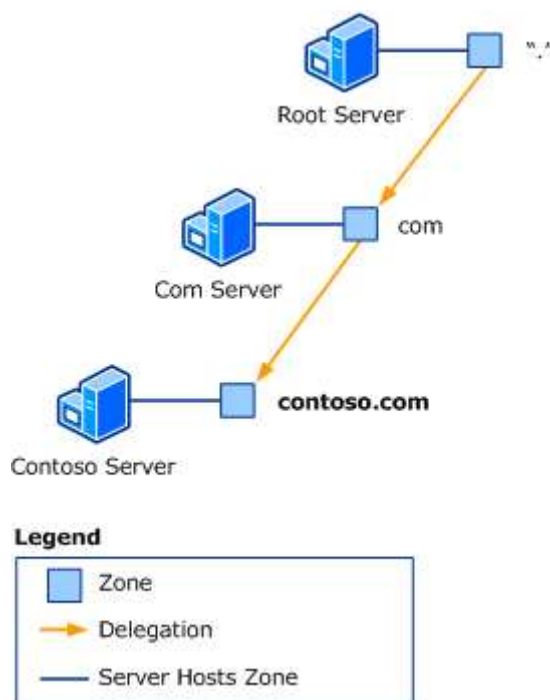 "."
Root Server
com
Com Server
contoso.com
Contoso Server
Legend
Zone
Delegation
Server Hosts Zone